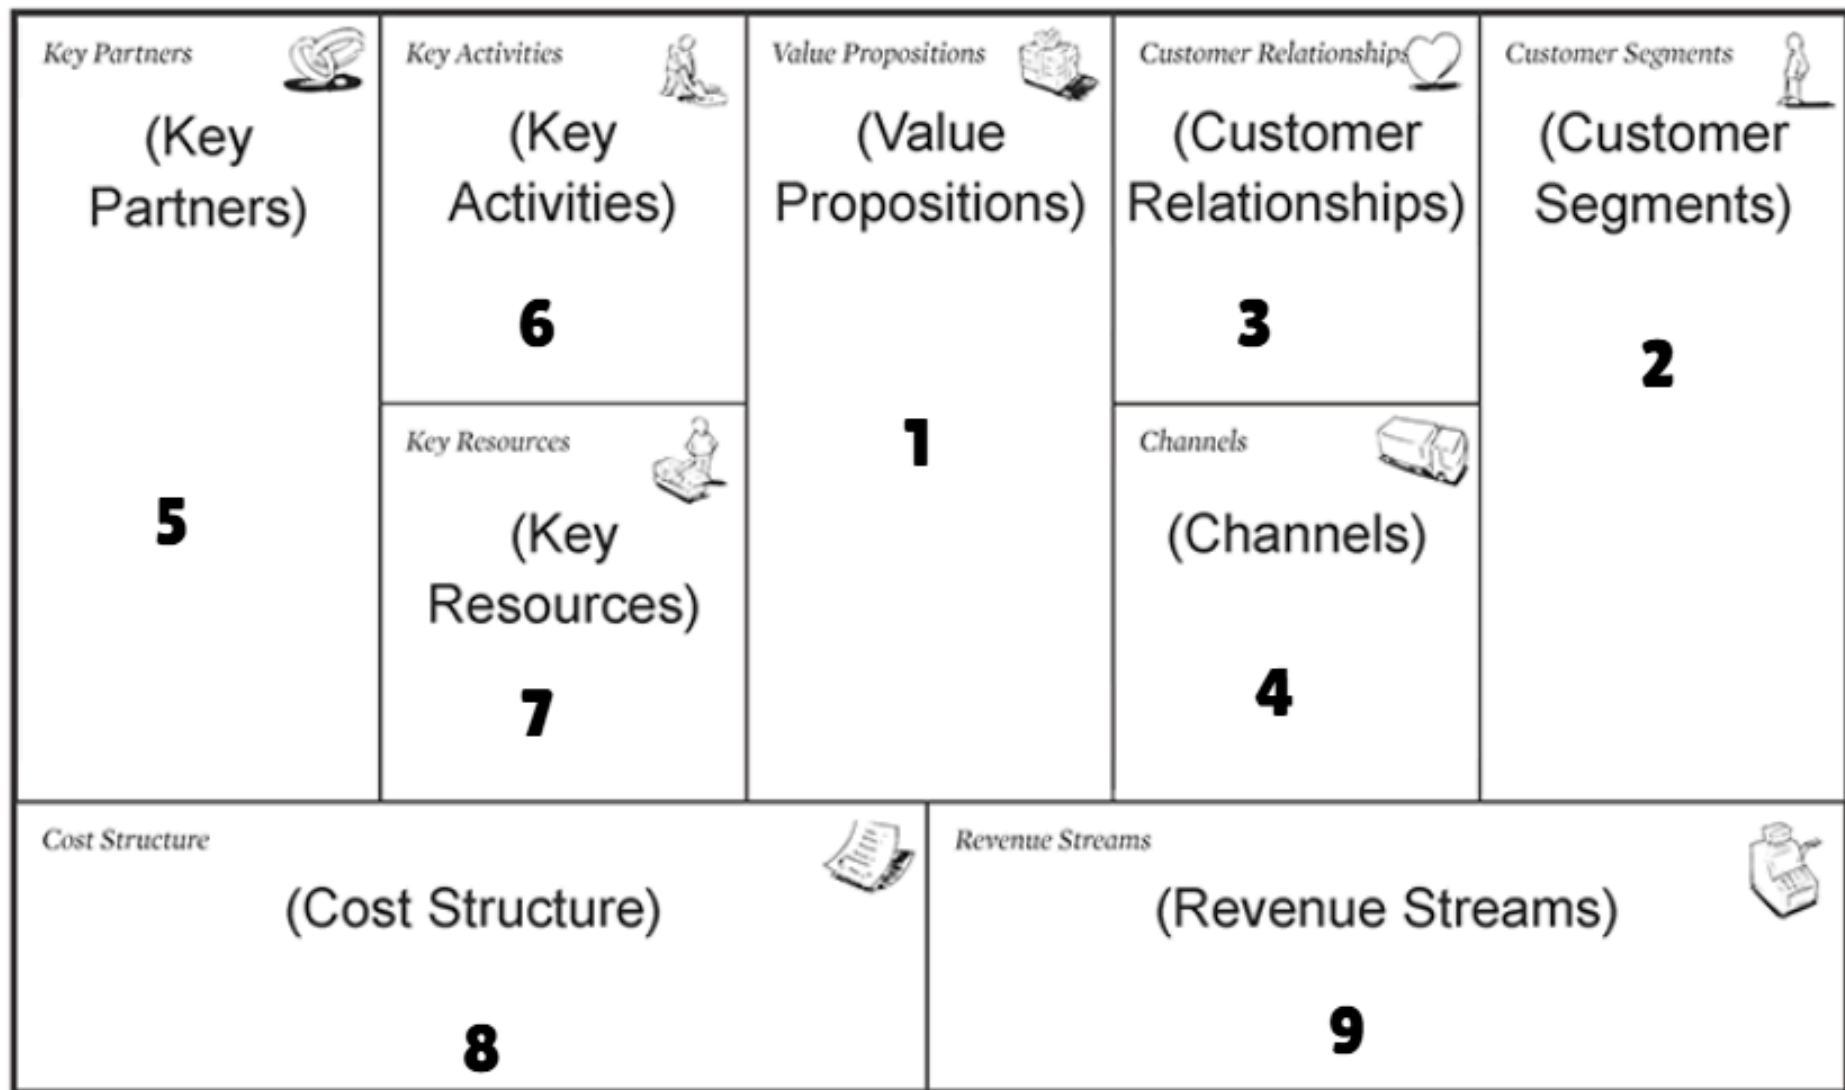 Key Partners
(Key
Partners)
5
Key Activities
(Key
Activities)
6
Key Resources
(Key
Resources)
7
Value Propositions
(Value
Propositions)
1
Customer Relationships
(Customer
Relationships)
3
Channels
(Channels)
4
Customer Segments
(Customer
Segments)
2
Cost Structure
(Cost Structure)
8
Revenue Streams
(Revenue Streams)
9